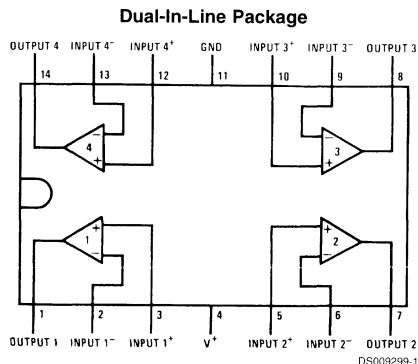 Dual-In-Line Package
OUTPUT 4 INPUT 4⁻ INPUT 4⁺ GND INPUT 3⁺ INPUT 3⁻ OUTPUT 3
14 13 12 11 10 9 8
4 − +
− + 3
1 + −
+ − 2
1 2 3 4 5 6 7
OUTPUT 1 INPUT 1⁻ INPUT 1⁺ V⁺ INPUT 2⁺ INPUT 2⁻ OUTPUT 2
DS009299-1